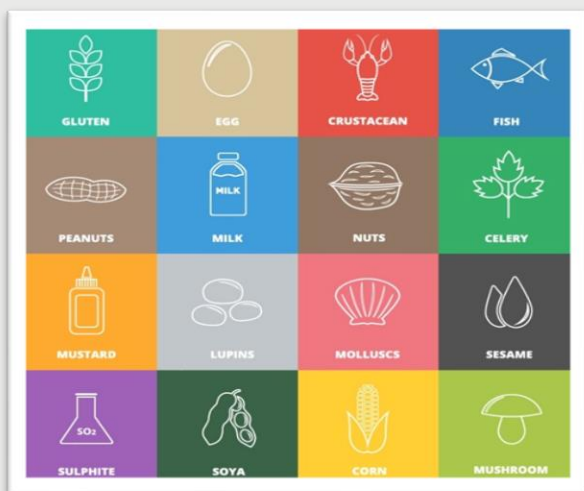 GLUTEN
EGG
CRUSTACEAN
FISH
PEANUTS
MILK
MILK
NUTS
CELERY
MUSTARD
LUPINS
MOLLUSCS
SESAME
SO₂
SULPHITE
SOYA
CORN
MUSHROOM